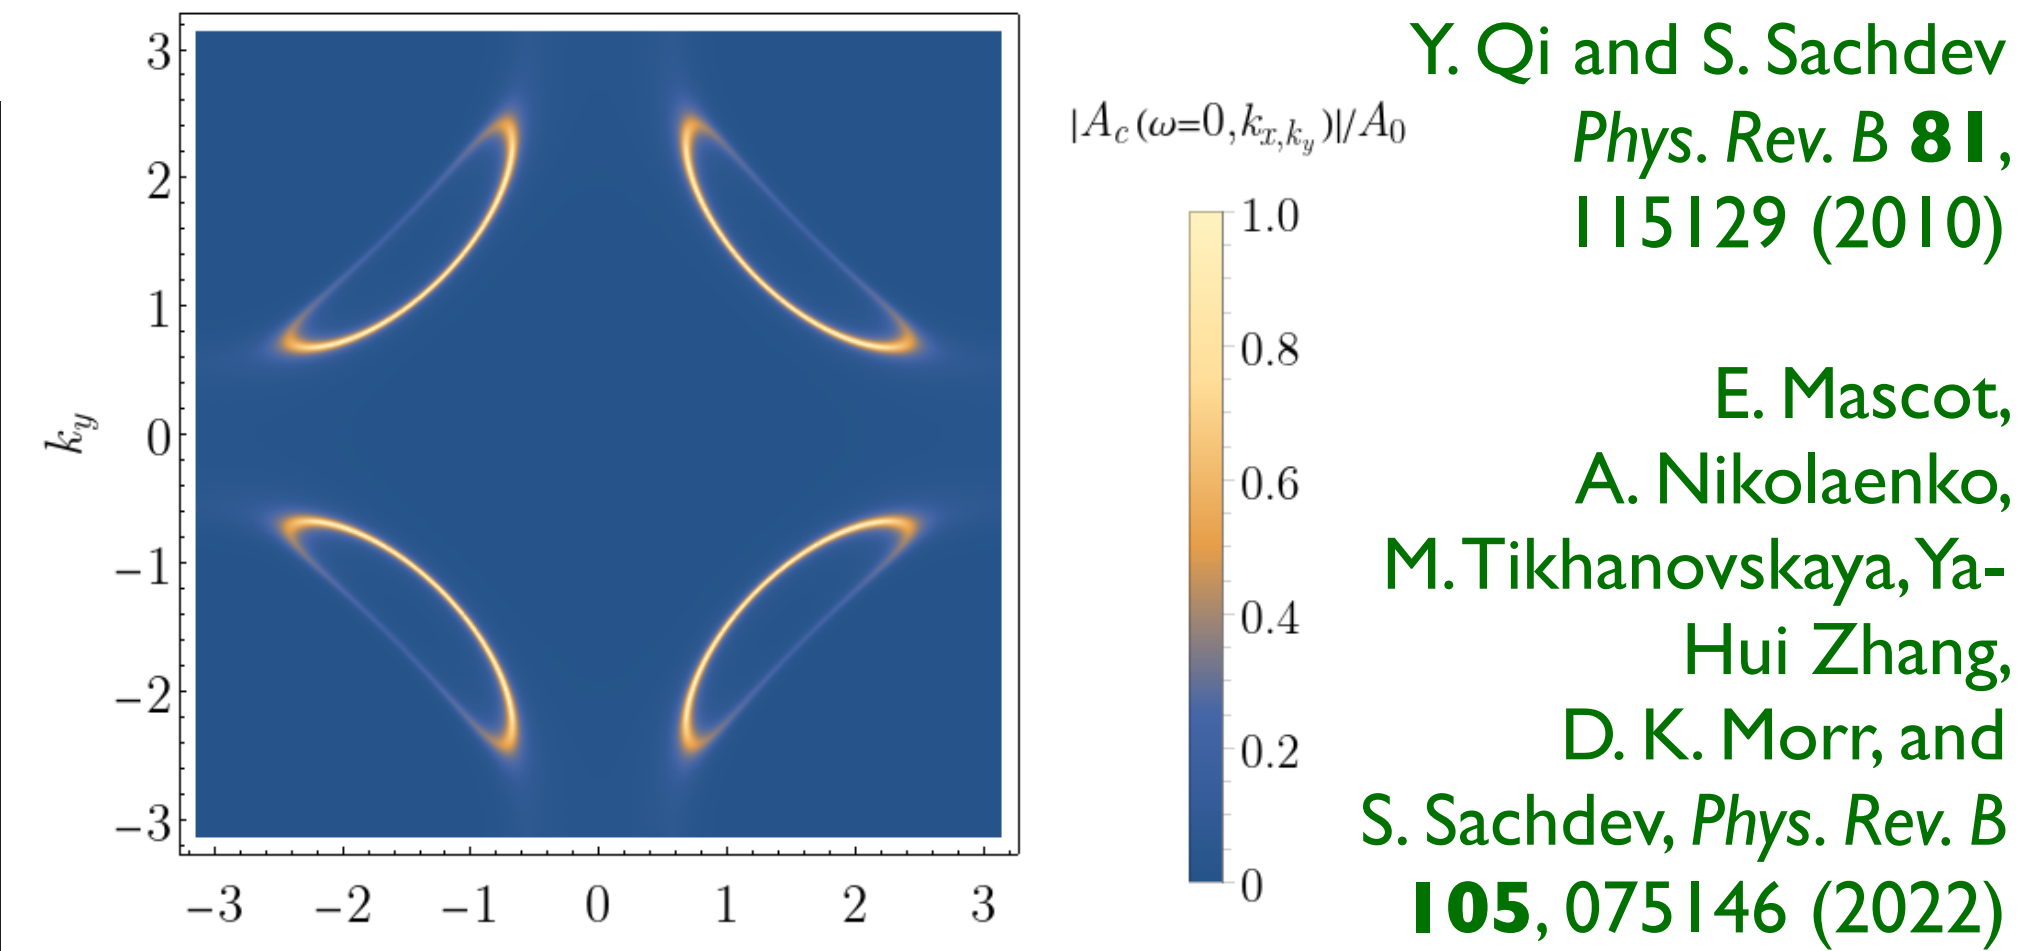 3
2
1
0
−1
−2
−3
k_y
−3 −2 −1 0 1 2 3
|A_c(ω=0,k_{x,k_y})|/A_0
1.0
0.8
0.6
0.4
0.2
0
Y. Qi and S. Sachdev
Phys. Rev. B 81,
115129 (2010)
E. Mascot,
A. Nikolaenko,
M. Tikhanovskaya, Ya-
Hui Zhang,
D. K. Morr, and
S. Sachdev, Phys. Rev. B
105, 075146 (2022)